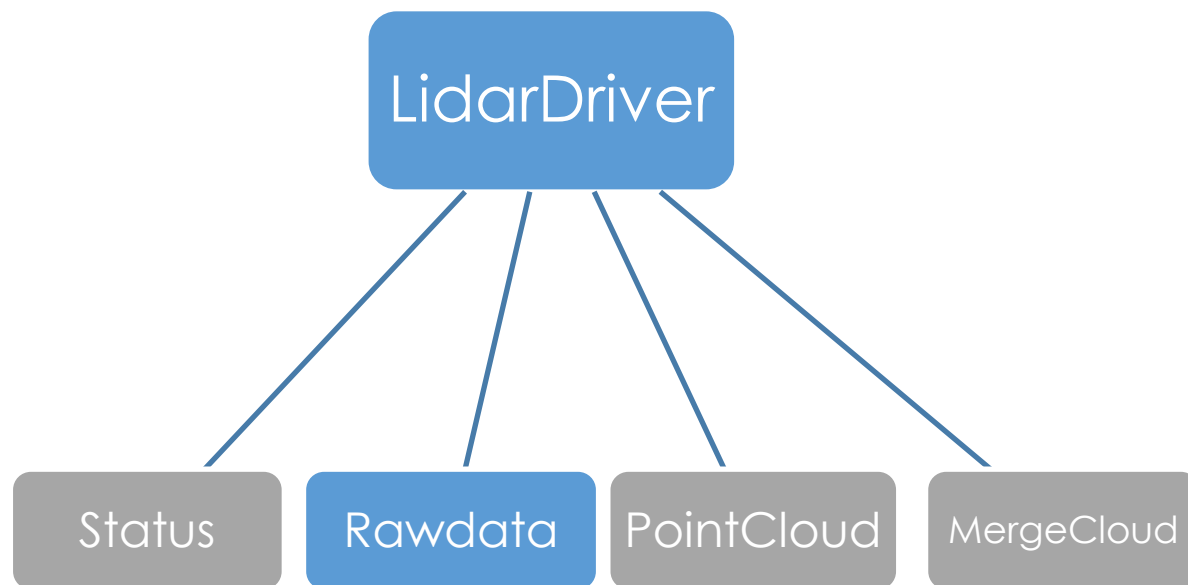 LidarDriver
Status
Rawdata
PointCloud
MergeCloud